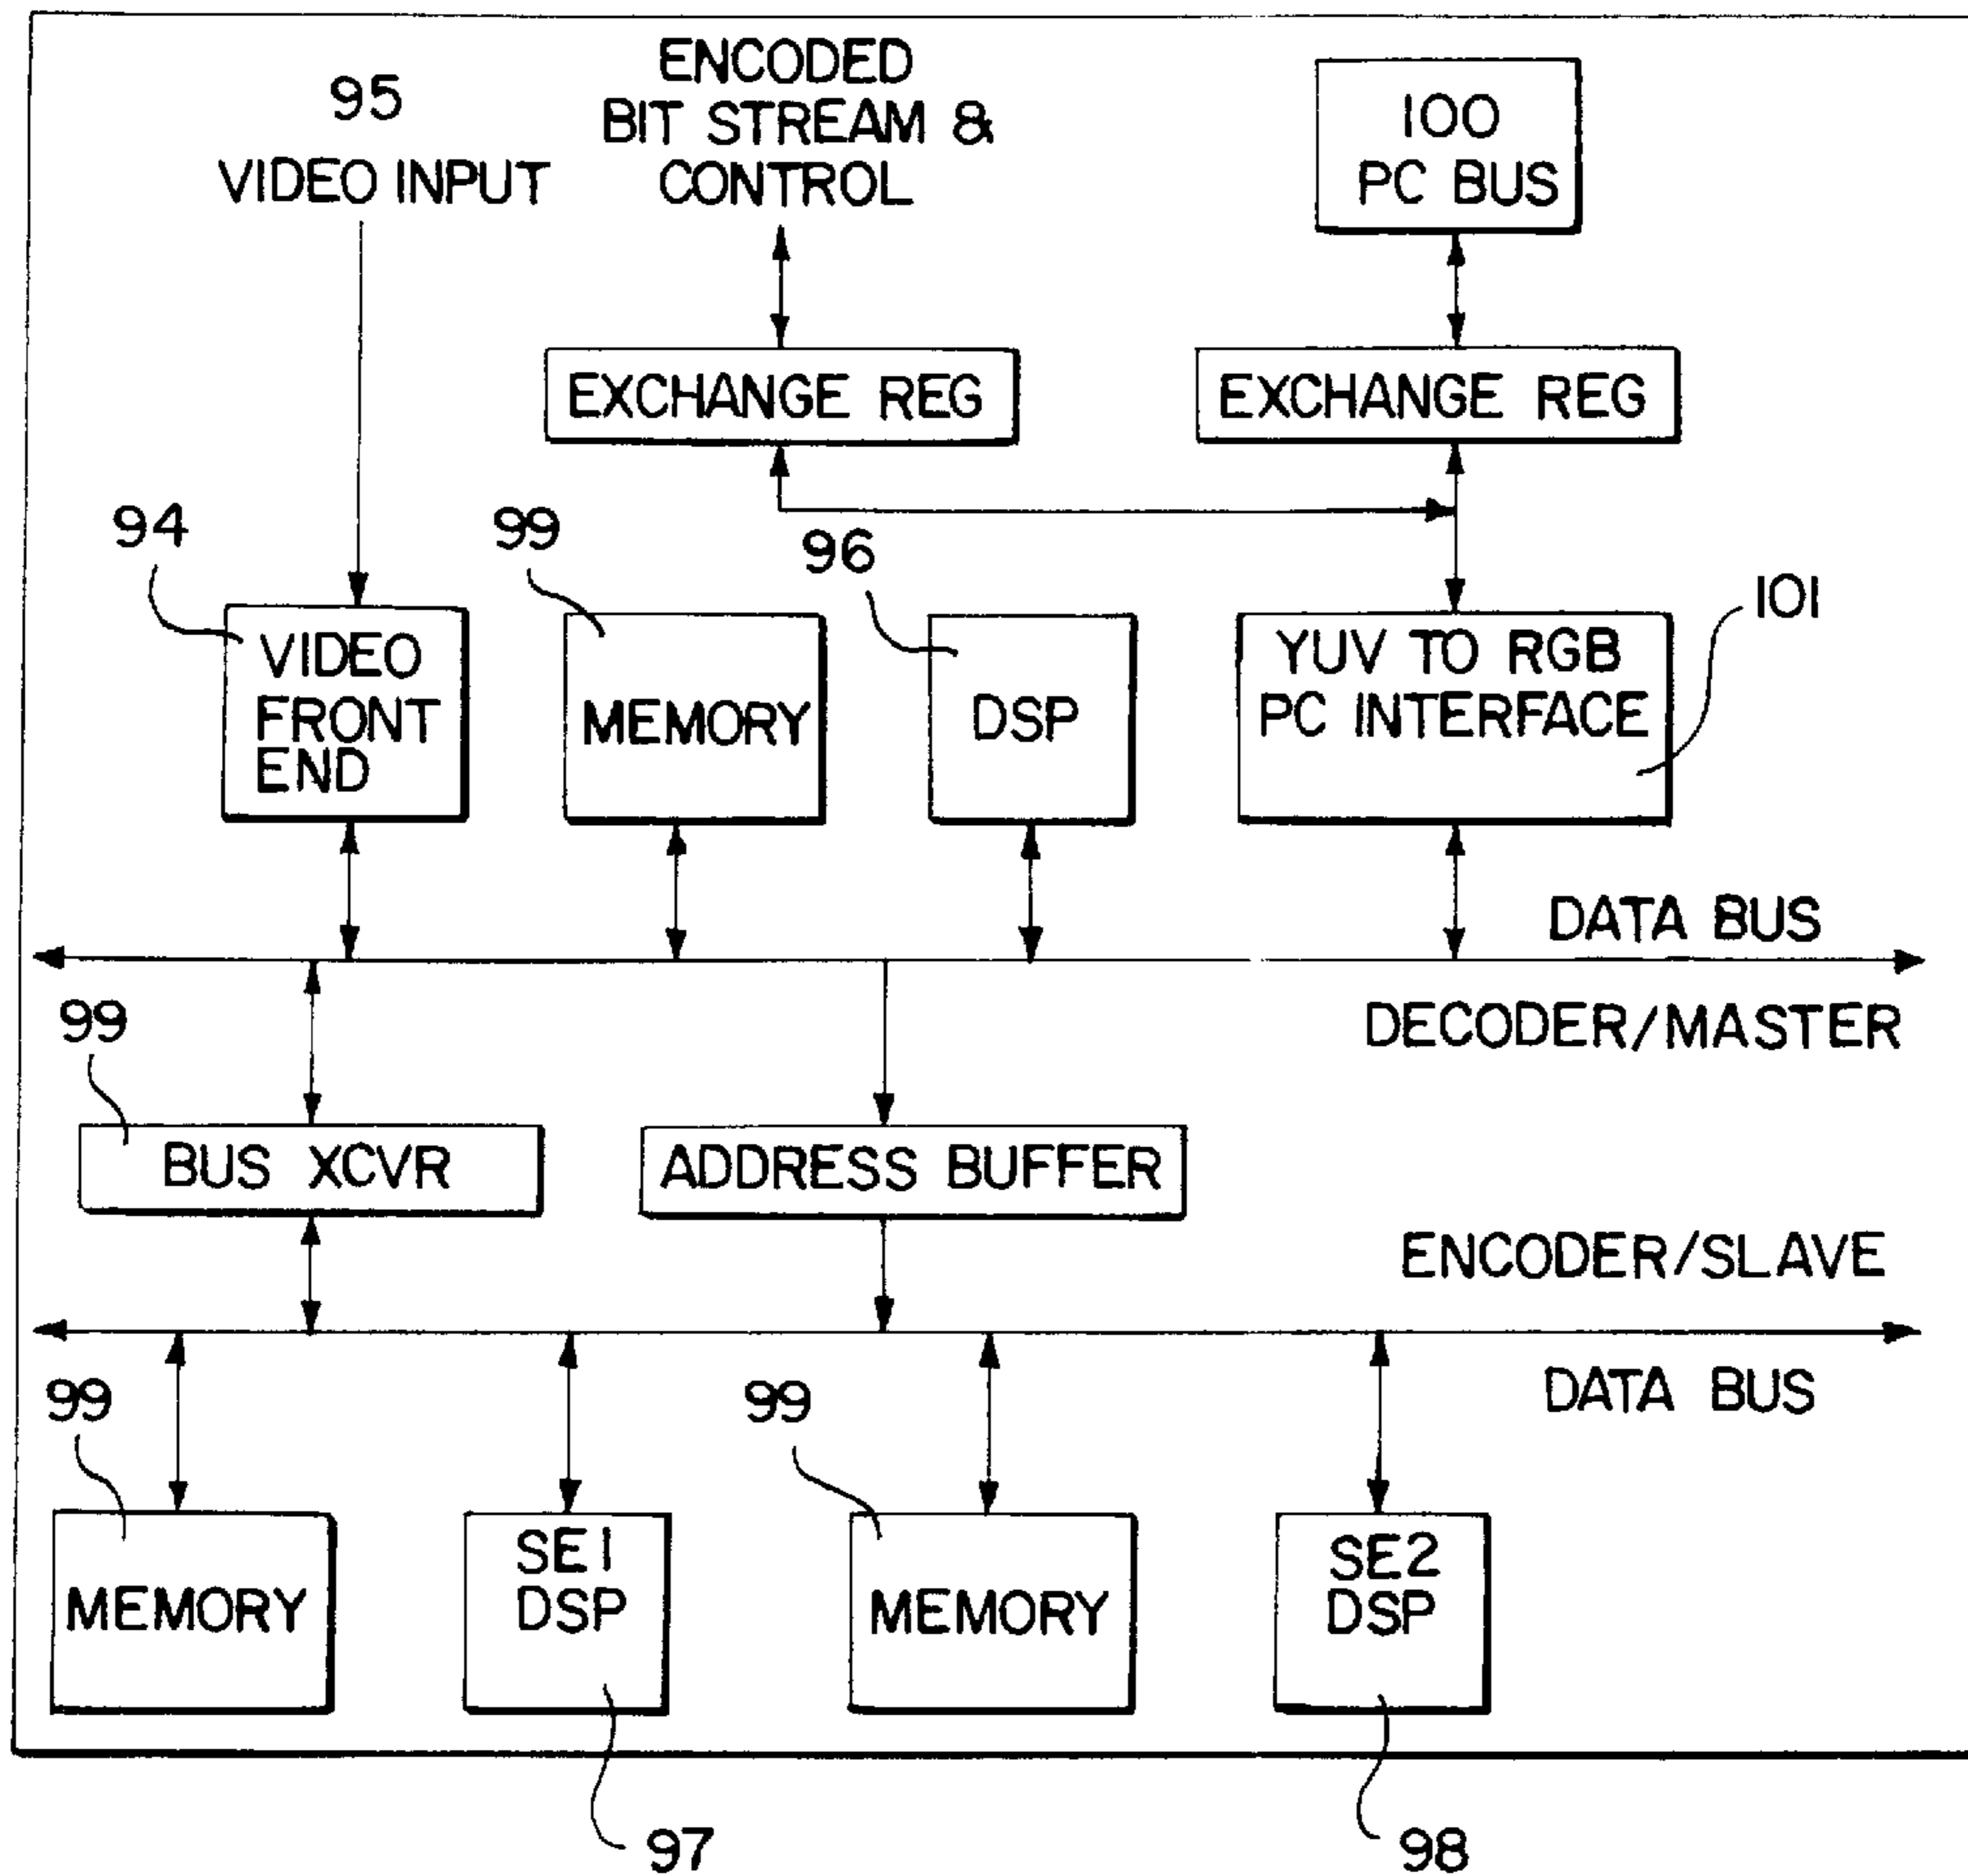 95
VIDEO INPUT
ENCODED
BIT STREAM &
CONTROL
100
PC BUS
EXCHANGE REG
EXCHANGE REG
94
99
96
101
VIDEO
FRONT
END
MEMORY
DSP
YUV TO RGB
PC INTERFACE
DATA BUS
DECODER/MASTER
99
BUS XCVR
ADDRESS BUFFER
ENCODER/SLAVE
DATA BUS
99
99
MEMORY
SE1
DSP
MEMORY
SE2
DSP
97
98